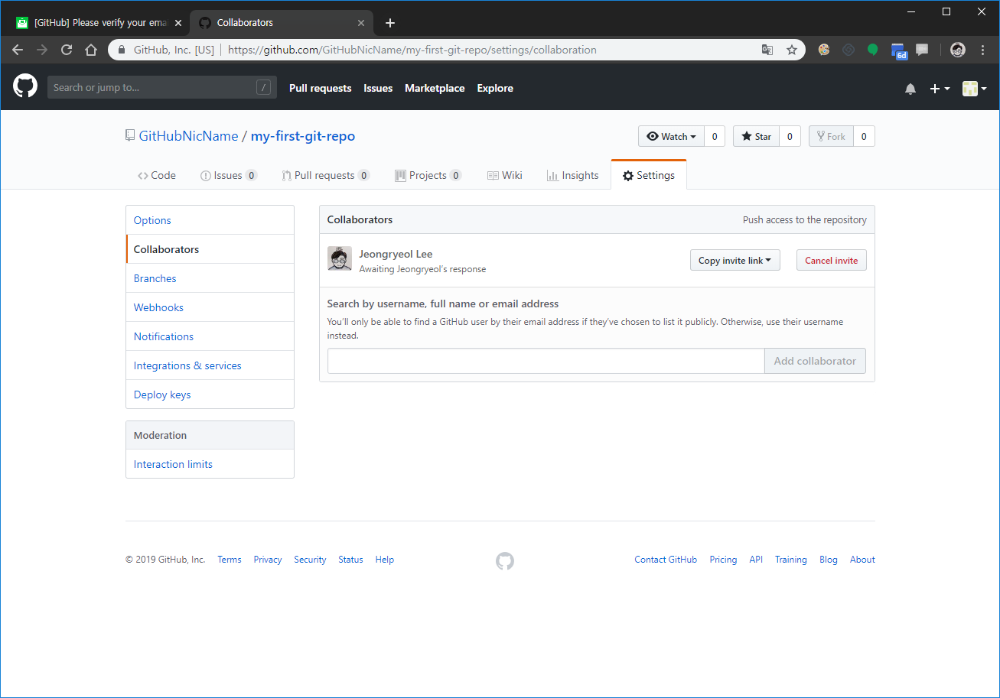 [GitHub] Please verify your ema
Collaborators
GitHub, Inc. [US] https://github.com/GitHubNicName/my-first-git-repo/settings/collaboration
6d
Search or jump to... /
Pull requests Issues Marketplace Explore
GitHubNicName / my-first-git-repo
Watch 0 Star 0 Fork 0
Code Issues 0 Pull requests 0 Projects 0 Wiki Insights Settings
Options
Collaborators
Branches
Webhooks
Notifications
Integrations & services
Deploy keys
Moderation
Interaction limits
Collaborators Push access to the repository
Jeongryeol Lee
Awaiting Jeongryeol's response
Copy invite link Cancel invite
Search by username, full name or email address
You'll only be able to find a GitHub user by their email address if they've chosen to list it publicly. Otherwise, use their username
instead.
Add collaborator
© 2019 GitHub, Inc. Terms Privacy Security Status Help
Contact GitHub Pricing API Training Blog About